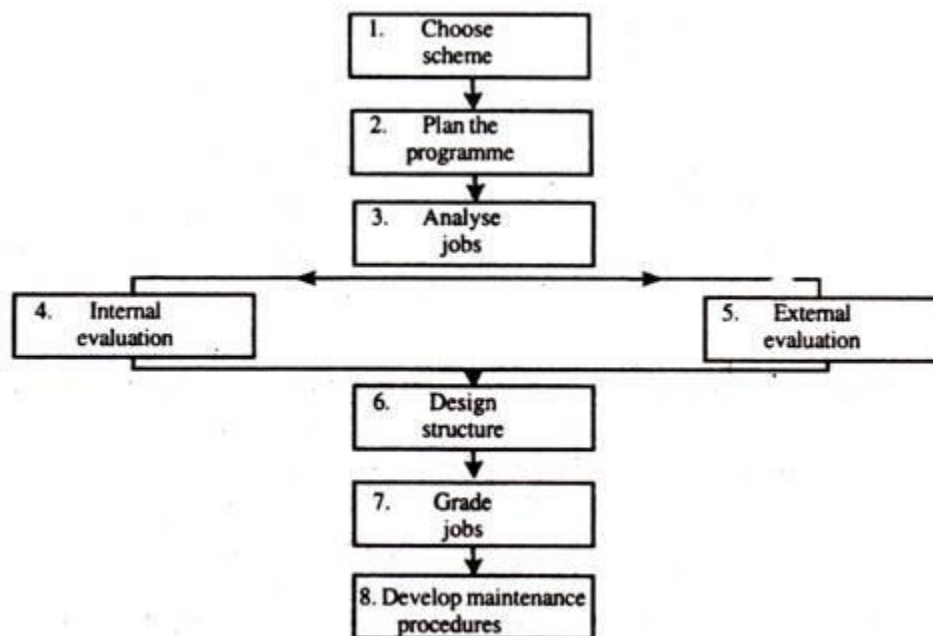 1. Choose
scheme
2. Plan the
programme
3. Analyse
jobs
4. Internal
evaluation
5. External
evaluation
6. Design
structure
7. Grade
jobs
8. Develop maintenance
procedures